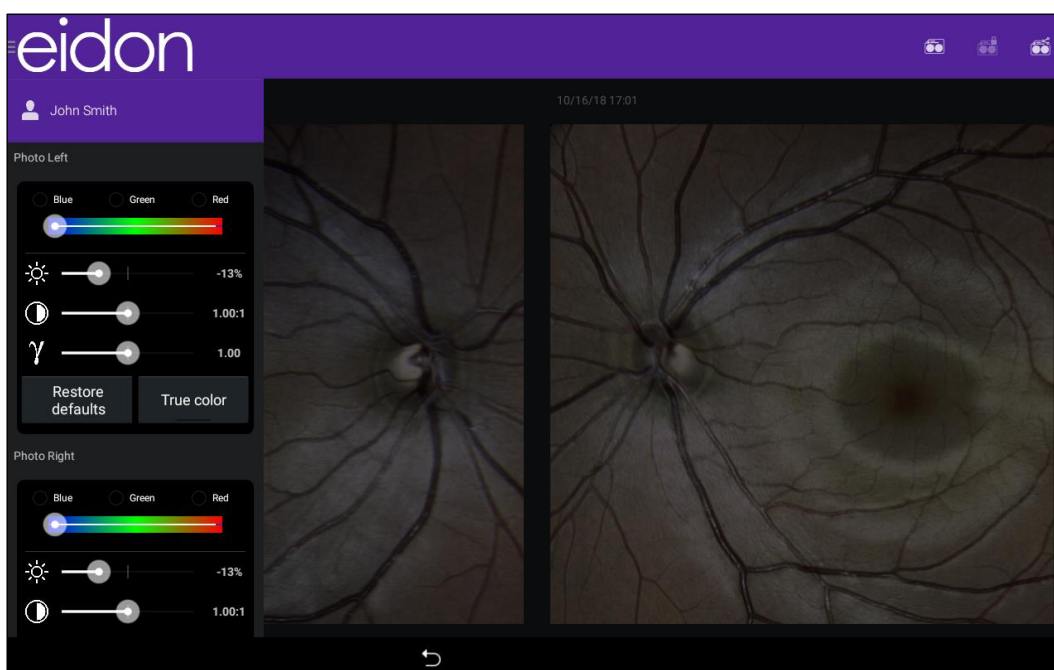 eidon
John Smith
10/16/18 17:01
Photo Left
Blue Green Red
-13%
1.00:1
γ 1.00
Restore
defaults
True color
Photo Right
Blue Green Red
-13%
1.00:1